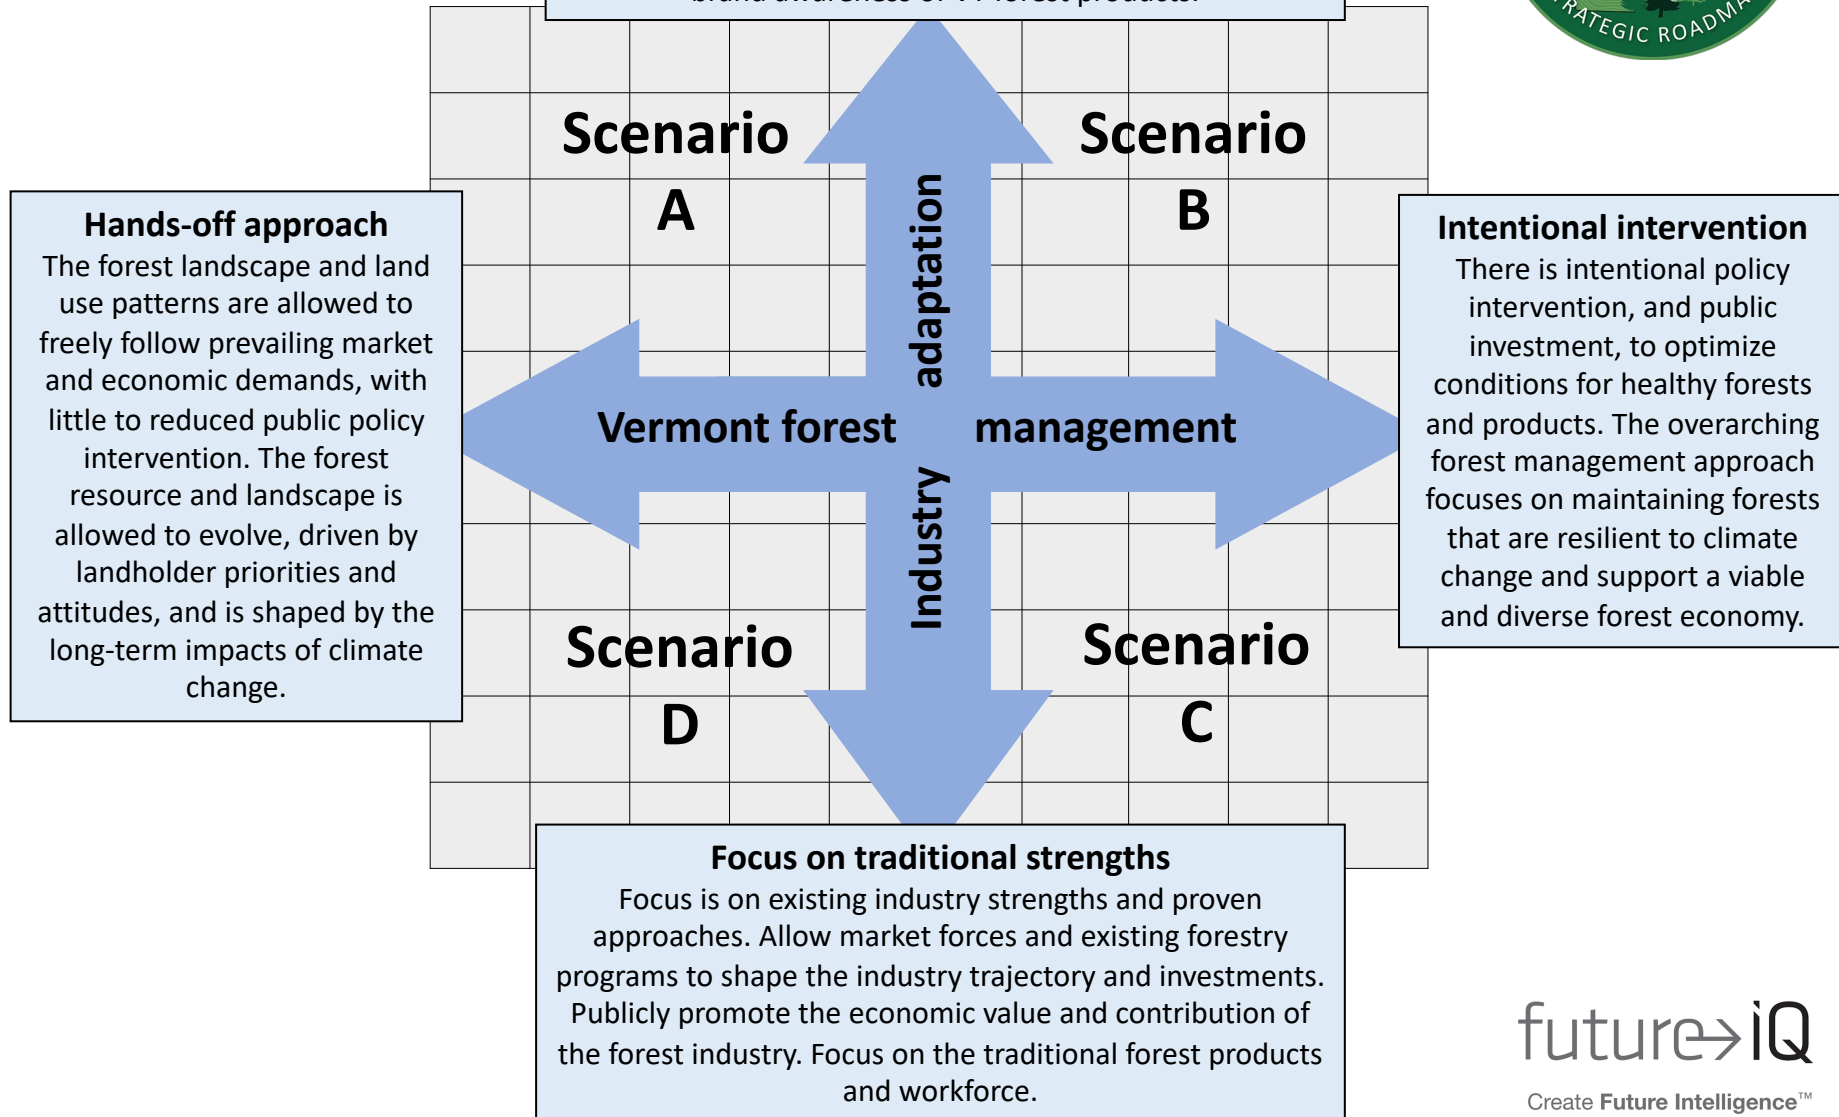 brand awareness of VT forest products.
STRATEGIC ROADMAP
Scenario
A
Scenario
B
Hands-off approach
The forest landscape and land
use patterns are allowed to
freely follow prevailing market
and economic demands, with
little to reduced public policy
intervention. The forest
resource and landscape is
allowed to evolve, driven by
landholder priorities and
attitudes, and is shaped by the
long-term impacts of climate
change.
Industry adaptation
Vermont forest management
Intentional intervention
There is intentional policy
intervention, and public
investment, to optimize
conditions for healthy forests
and products. The overarching
forest management approach
focuses on maintaining forests
that are resilient to climate
change and support a viable
and diverse forest economy.
Scenario
D
Scenario
C
Focus on traditional strengths
Focus is on existing industry strengths and proven
approaches. Allow market forces and existing forestry
programs to shape the industry trajectory and investments.
Publicly promote the economic value and contribution of
the forest industry. Focus on the traditional forest products
and workforce.
future→iQ
Create Future Intelligence™